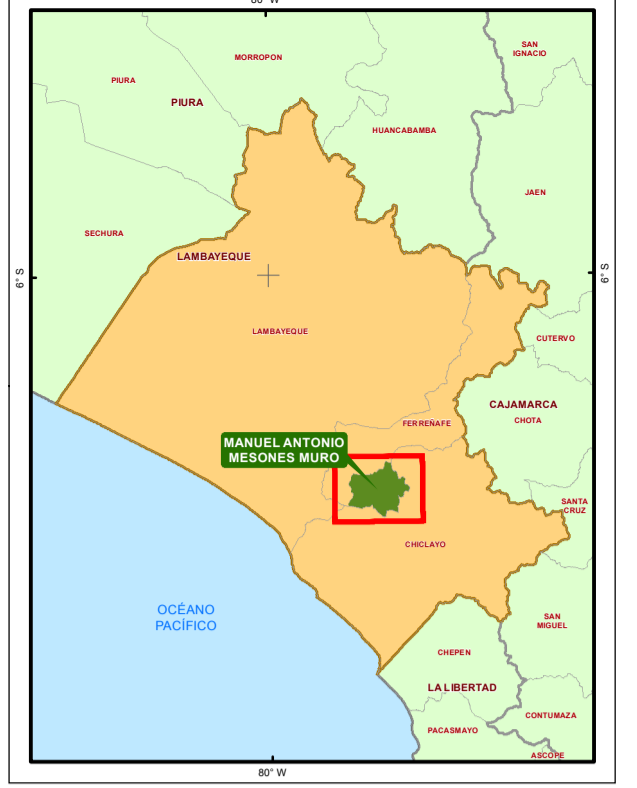 80° W
SAN
IGNACIO
MORROPON
PIURA
PIURA
HUANCABAMBA
JAEN
SECHURA
LAMBAYEQUE
6° S
6° S
LAMBAYEQUE
CUTERVO
CAJAMARCA
CHOTA
FERREÑAFE
MANUEL ANTONIO
MESONES MURO
SANTA
CRUZ
CHICLAYO
OCÉANO
PACÍFICO
SAN
MIGUEL
CHEPEN
LA LIBERTAD
CONTUMAZA
PACASMAYO
ASCOPE
80° W